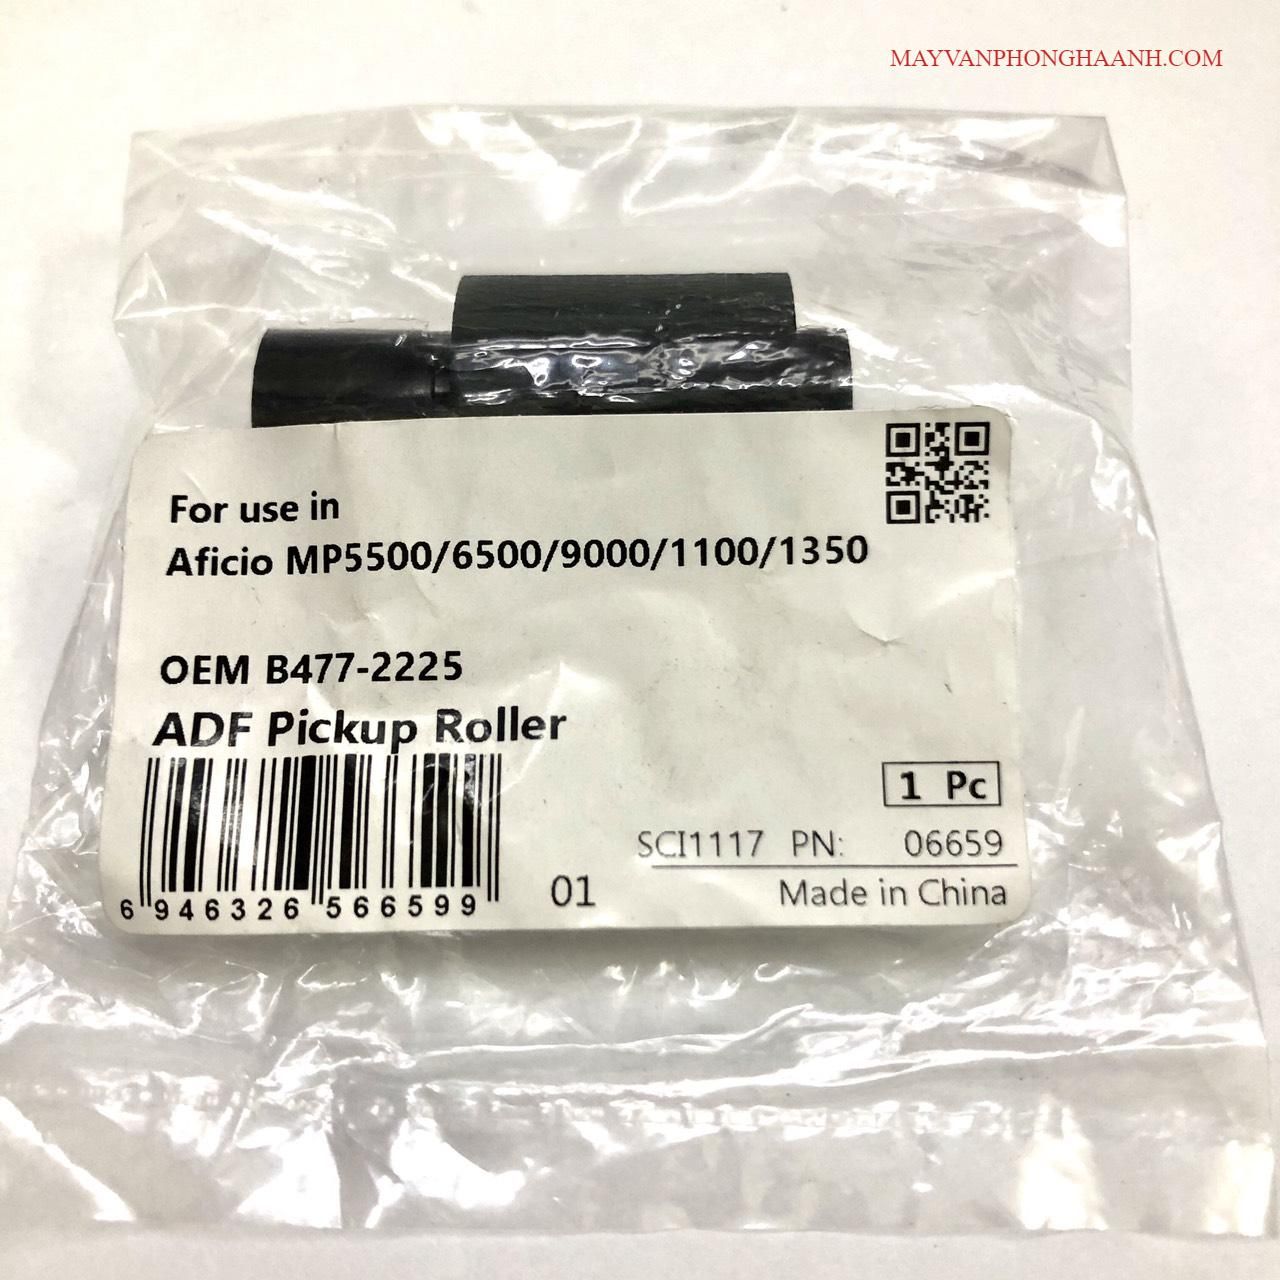 MAYVANPHONGHAANH.COM
For use in
Aficio MP5500/6500/9000/1100/1350
OEM B477-2225
ADF Pickup Roller
1 Pc
SCI1117 PN: 06659
6 946326 566599
01
Made in China